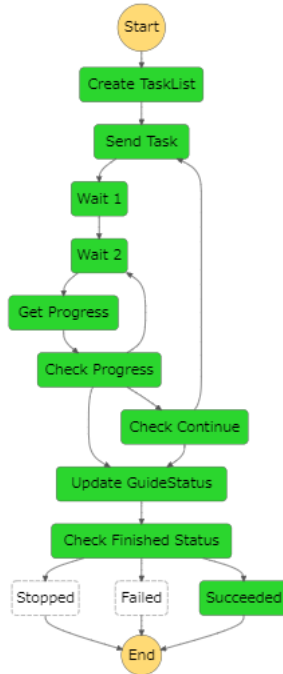 Start
Create TaskList
Send Task
Wait 1
Wait 2
Get Progress
Check Progress
Check Continue
Update GuideStatus
Check Finished Status
Stopped
Failed
Succeeded
End